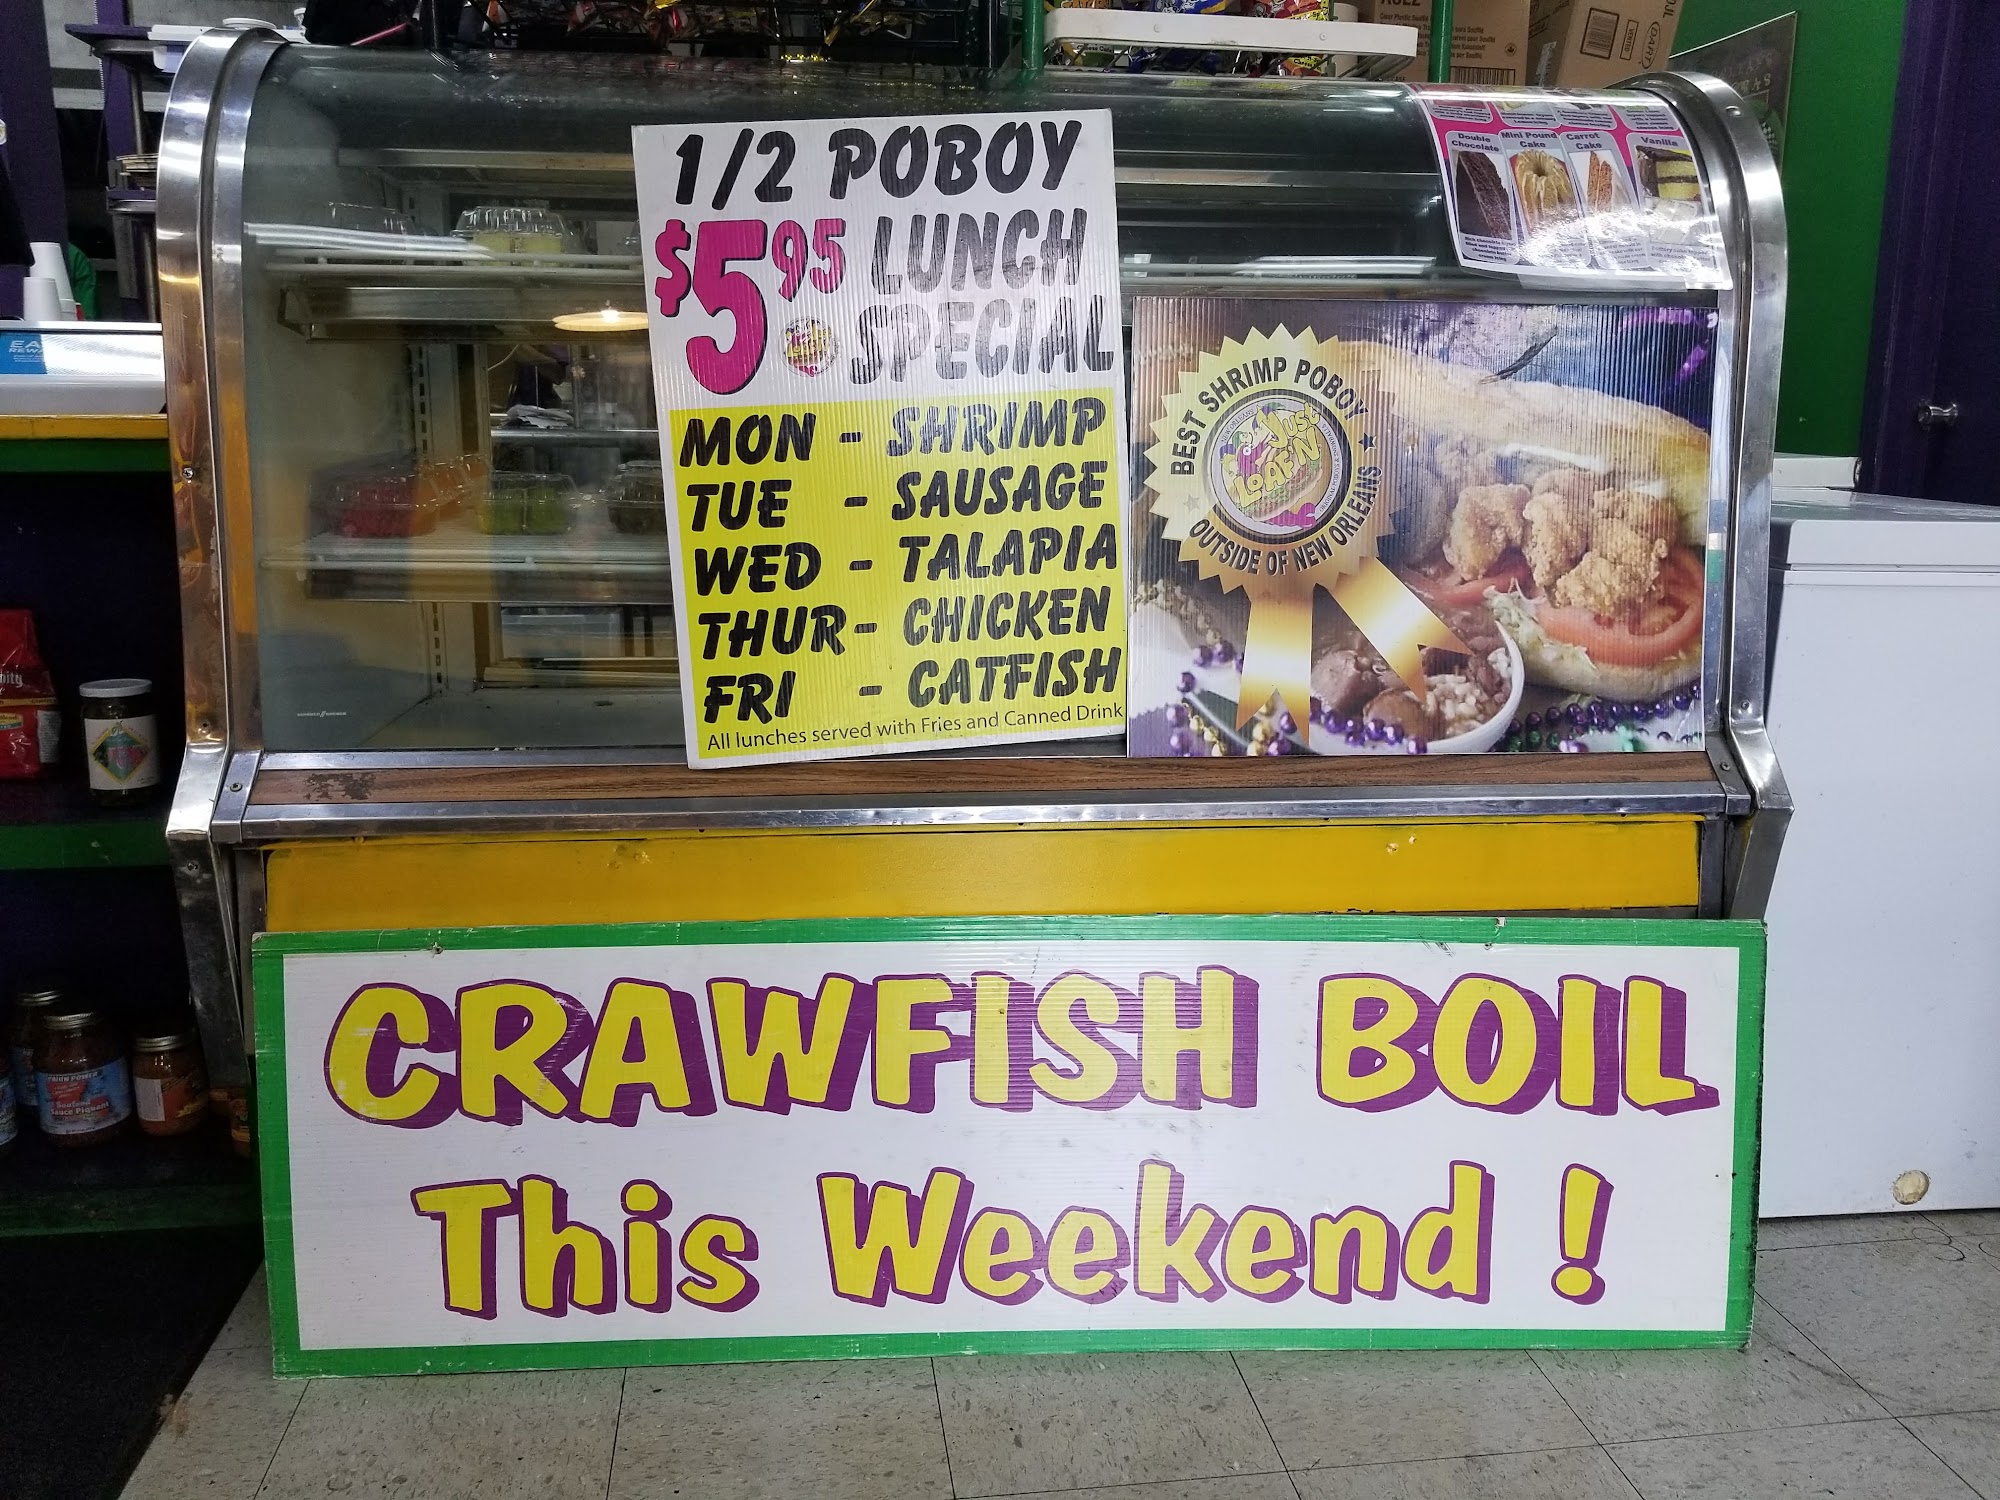 1/2 POBOY
$5.95 LUNCH
SPECIAL
MON - SHRIMP
TUE - SAUSAGE
WED - TALAPIA
THUR - CHICKEN
FRI - CATFISH
All lunches served with Fries and Canned Drink
BEST SHRIMP POBOY
OUTSIDE OF NEW ORLEANS
JUST
LOAF'N
Double
Chocolate
Mini Pound
Cake
Carrot
Cake
Vanilla
CRAWFISH BOIL
This Weekend !
Sauce Piquant